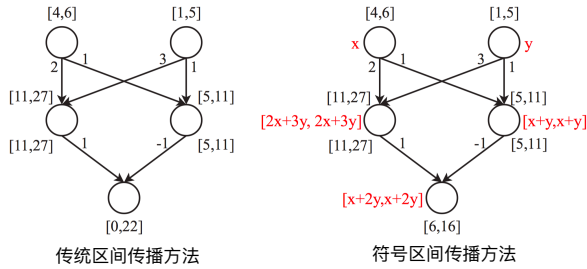 [4,6] [1,5] [4,6] [1,5]
x y
2 1 3 1 2 1 3 1
[11,27] [5,11] [11,27] [5,11]
[2x+3y, 2x+3y] [x+y,x+y]
[11,27] 1 -1 [5,11] [11,27] 1 -1 [5,11]
[x+2y,x+2y]
[0,22] [6,16]
传统区间传播方法 符号区间传播方法